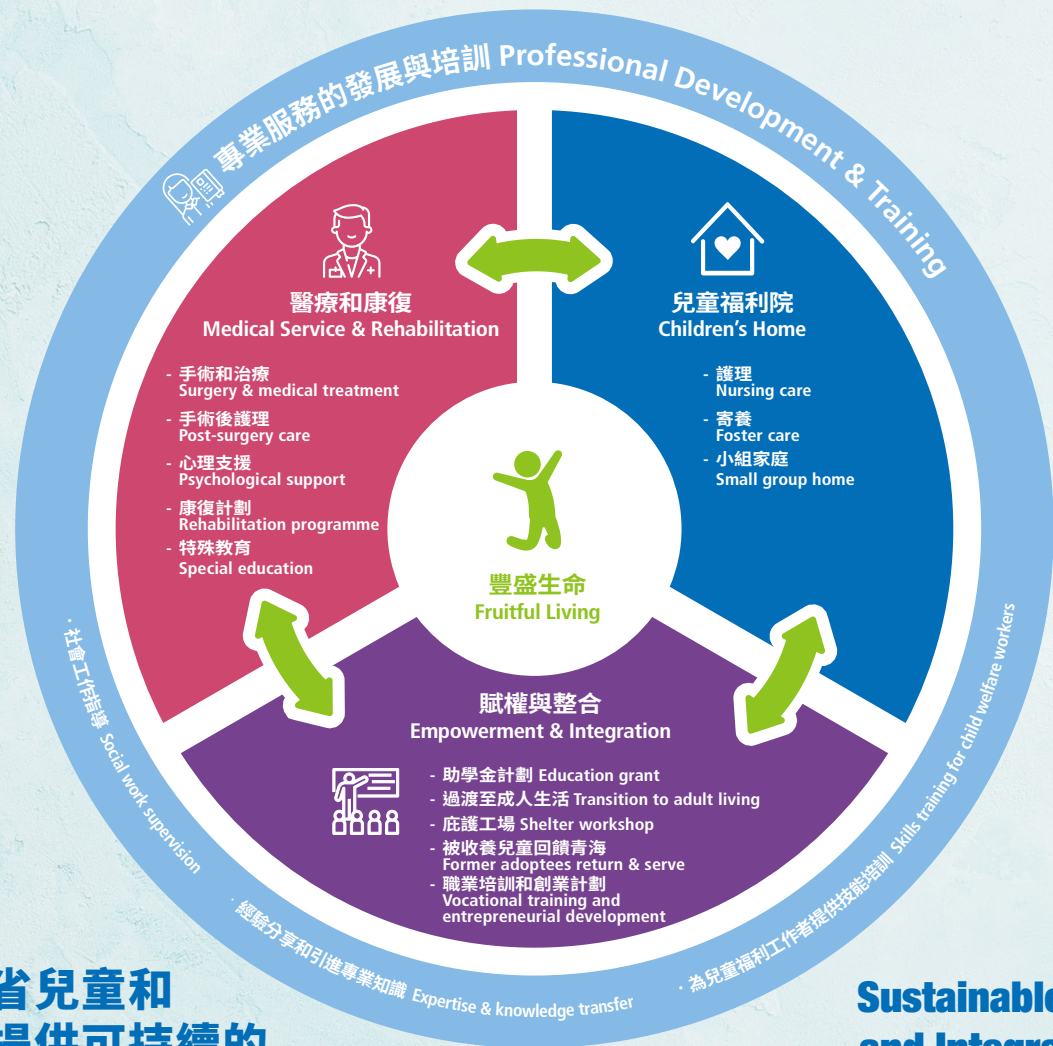 專業服務的發展與培訓 Professional Development & Training
醫療和康復
Medical Service & Rehabilitation
- 手術和治療
Surgery & medical treatment
- 手術後護理
Post-surgery care
- 心理支援
Psychological support
- 康復計劃
Rehabilitation programme
- 特殊教育
Special education
兒童福利院
Children's Home
- 護理
Nursing care
- 寄養
Foster care
- 小組家庭
Small group home
豐盛生命
Fruitful Living
賦權與整合
Empowerment & Integration
- 助學金計劃 Education grant
- 過渡至成人生活 Transition to adult living
- 庇護工場 Shelter workshop
- 被收養兒童回饋青海
Former adoptees return & serve
- 職業培訓和創業計劃
Vocational training and
entrepreneurial development
· 社會工作指導 Social work supervision
· 經驗分享和引進專業知識 Expertise & knowledge transfer
· 為兒童福利工作者提供技能培訓 Skills training for child welfare workers
省兒童和
提供可持續的
Sustainable
and Integra